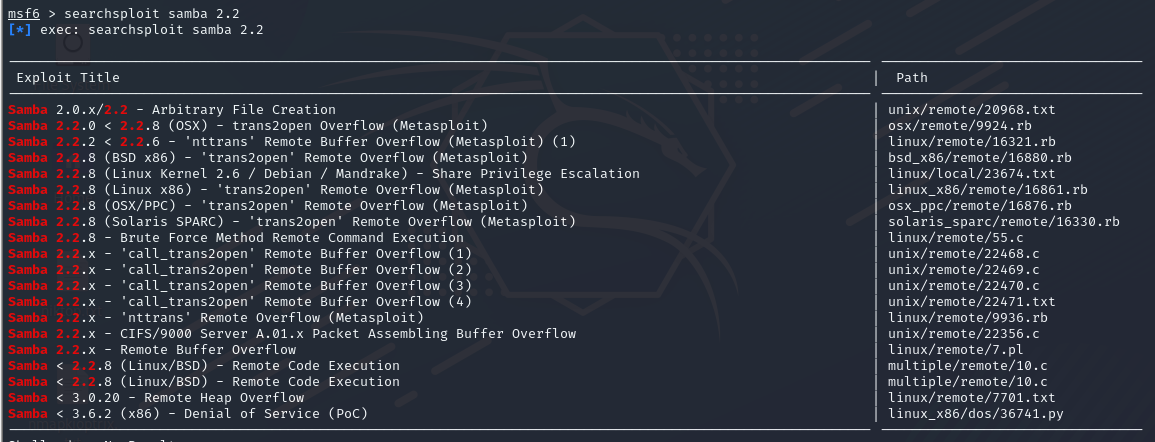 msf6 > searchsploit samba 2.2
[*] exec: searchsploit samba 2.2
Exploit Title | Path
Samba 2.0.x/2.2 - Arbitrary File Creation | unix/remote/20968.txt
Samba 2.2.0 < 2.2.8 (OSX) - trans2open Overflow (Metasploit) | osx/remote/9924.rb
Samba 2.2.2 < 2.2.6 - 'nttrans' Remote Buffer Overflow (Metasploit) (1) | linux/remote/16321.rb
Samba 2.2.8 (BSD x86) - 'trans2open' Remote Overflow (Metasploit) | bsd_x86/remote/16880.rb
Samba 2.2.8 (Linux Kernel 2.6 / Debian / Mandrake) - Share Privilege Escalation | linux/local/23674.txt
Samba 2.2.8 (Linux x86) - 'trans2open' Remote Overflow (Metasploit) | linux_x86/remote/16861.rb
Samba 2.2.8 (OSX/PPC) - 'trans2open' Remote Overflow (Metasploit) | osx_ppc/remote/16876.rb
Samba 2.2.8 (Solaris SPARC) - 'trans2open' Remote Overflow (Metasploit) | solaris_sparc/remote/16330.rb
Samba 2.2.8 - Brute Force Method Remote Command Execution | linux/remote/55.c
Samba 2.2.x - 'call_trans2open' Remote Buffer Overflow (1) | unix/remote/22468.c
Samba 2.2.x - 'call_trans2open' Remote Buffer Overflow (2) | unix/remote/22469.c
Samba 2.2.x - 'call_trans2open' Remote Buffer Overflow (3) | unix/remote/22470.c
Samba 2.2.x - 'call_trans2open' Remote Buffer Overflow (4) | unix/remote/22471.txt
Samba 2.2.x - 'nttrans' Remote Overflow (Metasploit) | linux/remote/9936.rb
Samba 2.2.x - CIFS/9000 Server A.01.x Packet Assembling Buffer Overflow | unix/remote/22356.c
Samba 2.2.x - Remote Buffer Overflow | linux/remote/7.pl
Samba < 2.2.8 (Linux/BSD) - Remote Code Execution | multiple/remote/10.c
Samba < 2.2.8 (Linux/BSD) - Remote Code Execution | multiple/remote/10.c
Samba < 3.0.20 - Remote Heap Overflow | linux/remote/7701.txt
Samba < 3.6.2 (x86) - Denial of Service (PoC) | linux_x86/dos/36741.py